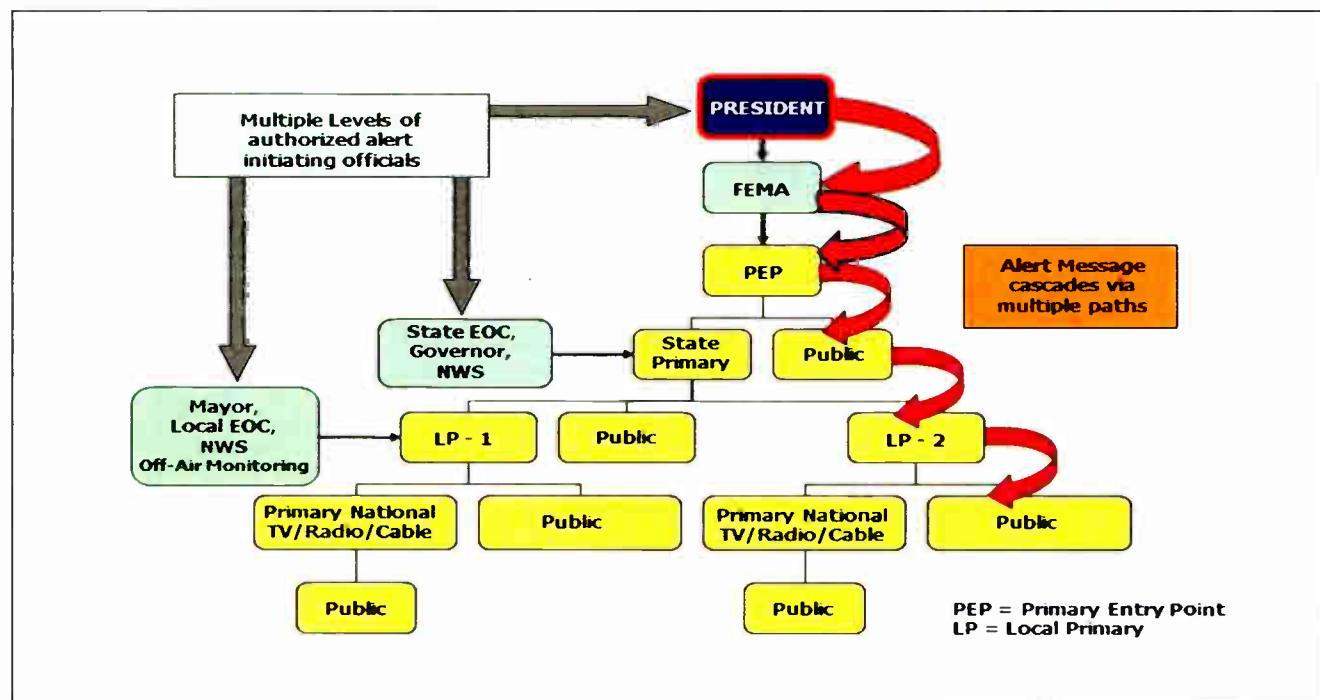 Multiple Levels of
authorized alert
initiating officials
PRESIDENT
FEMA
PEP
Alert Message
cascades via
multiple paths
State EOC,
Governor,
NWS
State
Primary
Public
Mayor,
Local EOC,
NWS
Off-Air Monitoring
LP - 1
Public
LP - 2
Primary National
TV/Radio/Cable
Public
Primary National
TV/Radio/Cable
Public
Public
Public
PEP = Primary Entry Point
LP = Local Primary